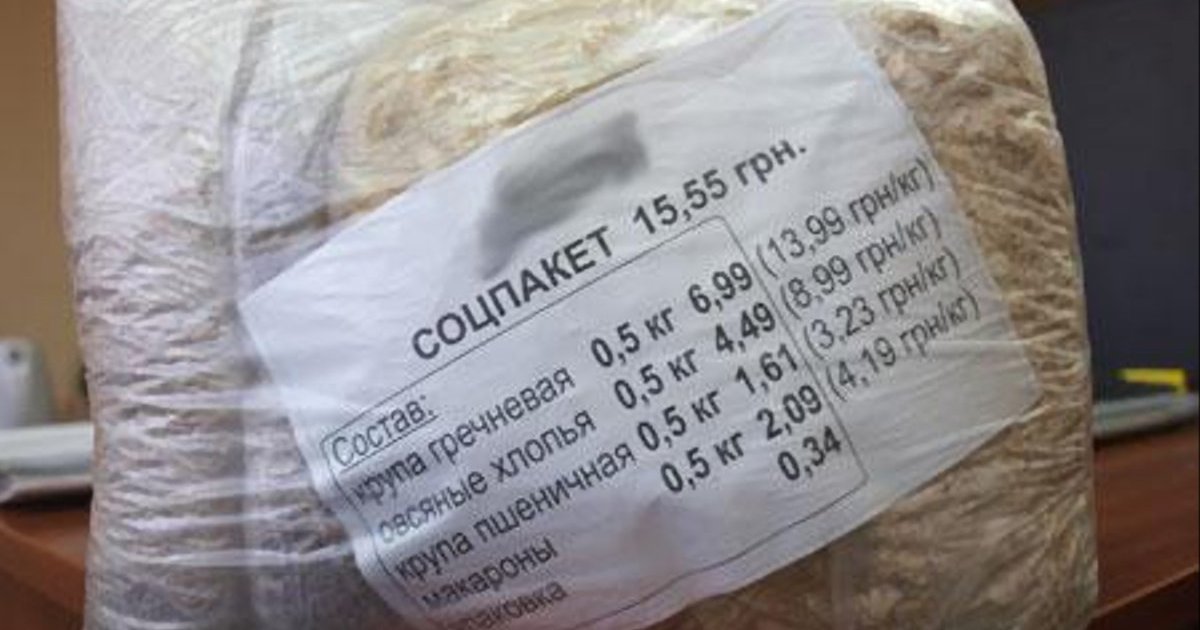 СОЦПАКЕТ 15,55 грн.
Состав:
крупа гречневая 0,5 кг 6,99 (13,99 грн/кг)
овсяные хлопья 0,5 кг 4,49 (8,99 грн/кг)
крупа пшеничная 0,5 кг 1,61 (3,23 грн/кг)
макароны 0,5 кг 2,09 (4,19 грн/кг)
упаковка 0,34